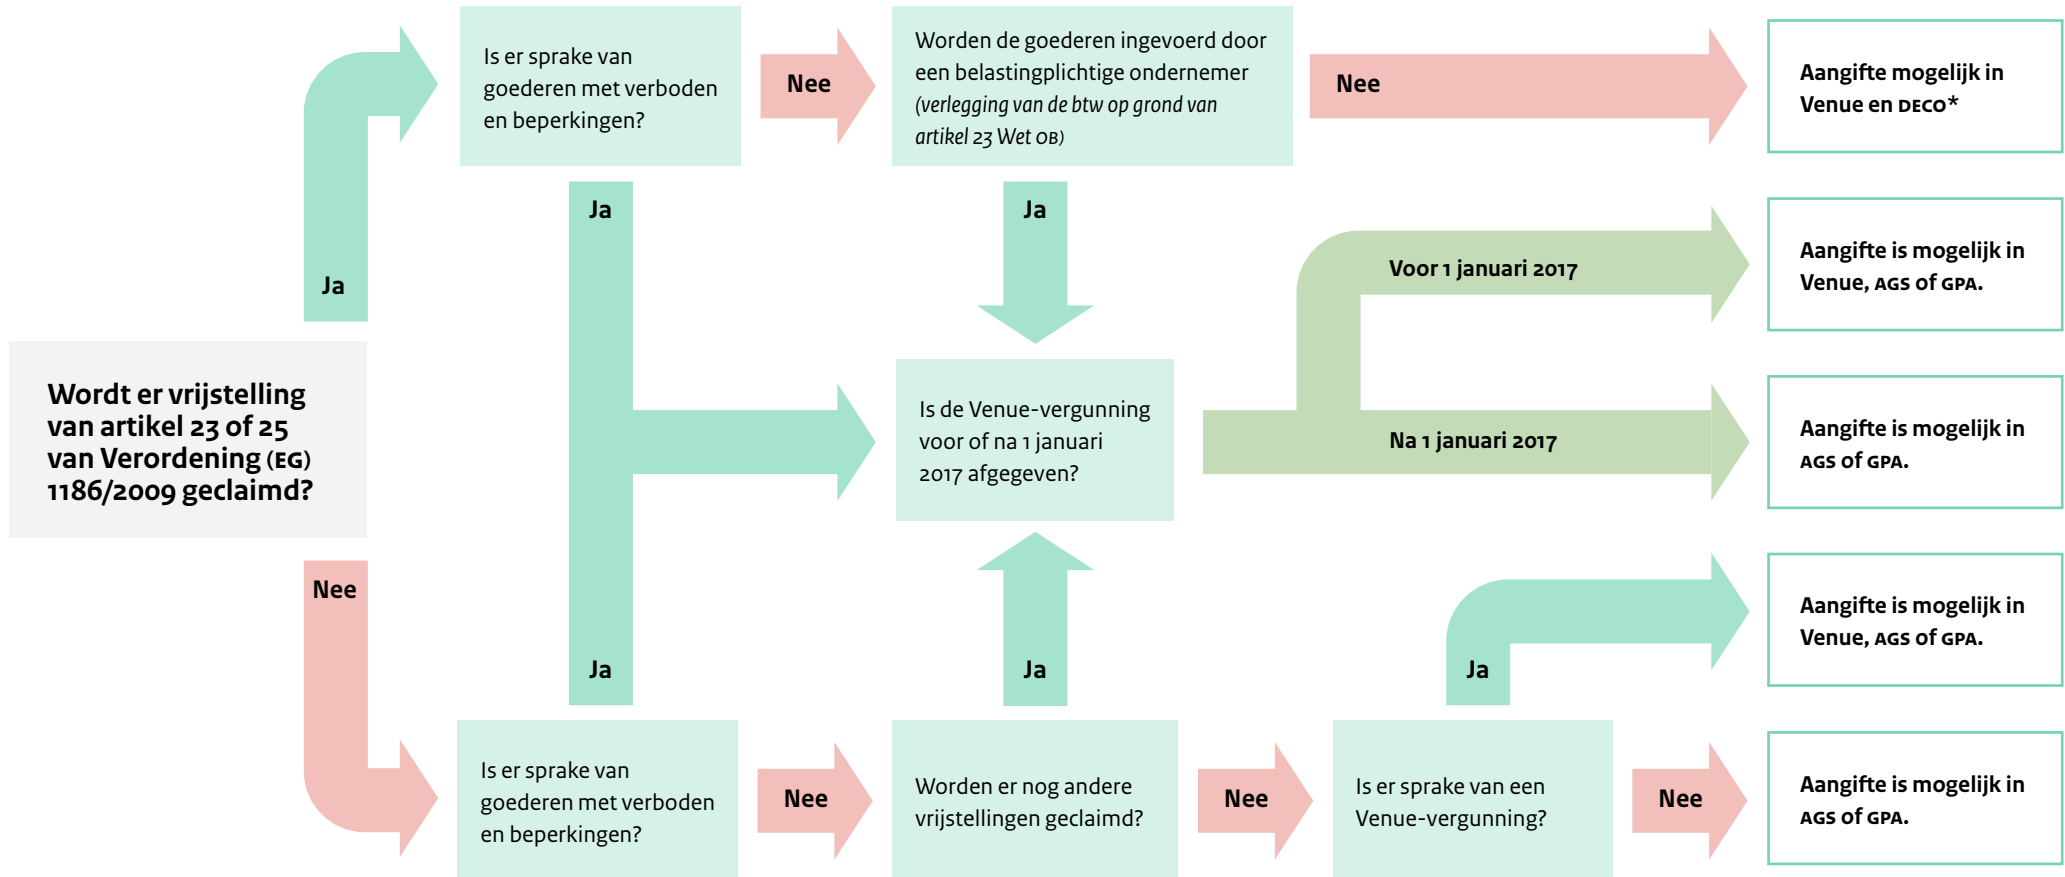 Wordt er vrijstelling
van artikel 23 of 25
van Verordening (EG)
1186/2009 geclaimd?
Ja
Is er sprake van
goederen met verboden
en beperkingen?
Nee
Worden de goederen ingevoerd door
een belastingplichtige ondernemer
(verlegging van de btw op grond van
artikel 23 Wet OB)
Nee
Aangifte mogelijk in
Venue en DECO*
Ja
Ja
Is de Venue-vergunning
voor of na 1 januari
2017 afgegeven?
Voor 1 januari 2017
Aangifte is mogelijk in
Venue, AGS of GPA.
Na 1 januari 2017
Aangifte is mogelijk in
AGS of GPA.
Nee
Is er sprake van
goederen met verboden
en beperkingen?
Ja
Nee
Worden er nog andere
vrijstellingen geclaimd?
Ja
Nee
Is er sprake van een
Venue-vergunning?
Ja
Aangifte is mogelijk in
Venue, AGS of GPA.
Nee
Aangifte is mogelijk in
AGS of GPA.